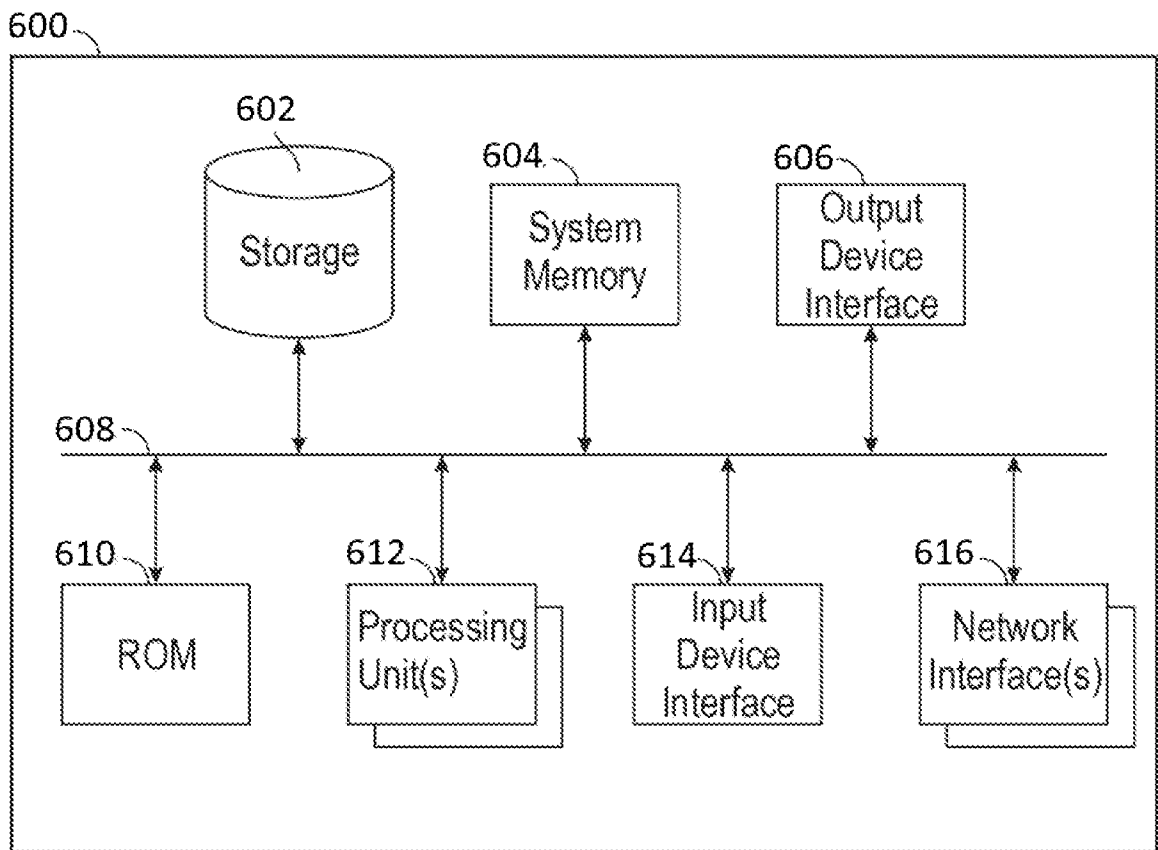 600
602
604
606
Storage
System
Memory
Output
Device
Interface
608
610
612
614
616
ROM
Processing
Unit(s)
Input
Device
Interface
Network
Interface(s)